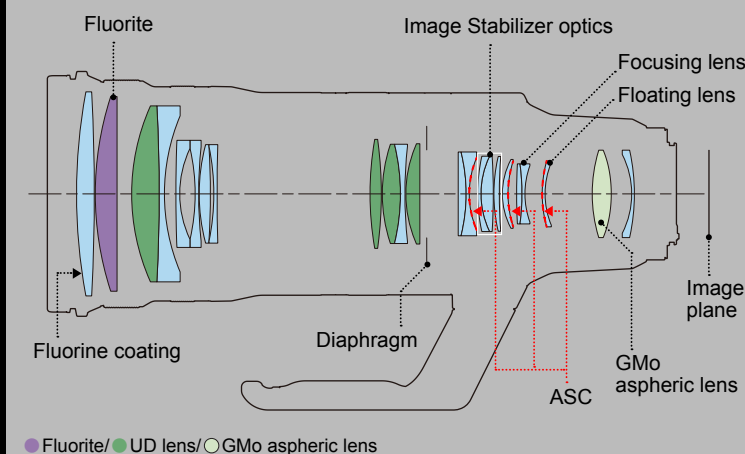 Fluorite
Image Stabilizer optics
Focusing lens
Floating lens
Fluorine coating
Diaphragm
ASC
Image
plane
GMo
aspheric lens
Fluorite/ UD lens/ GMo aspheric lens